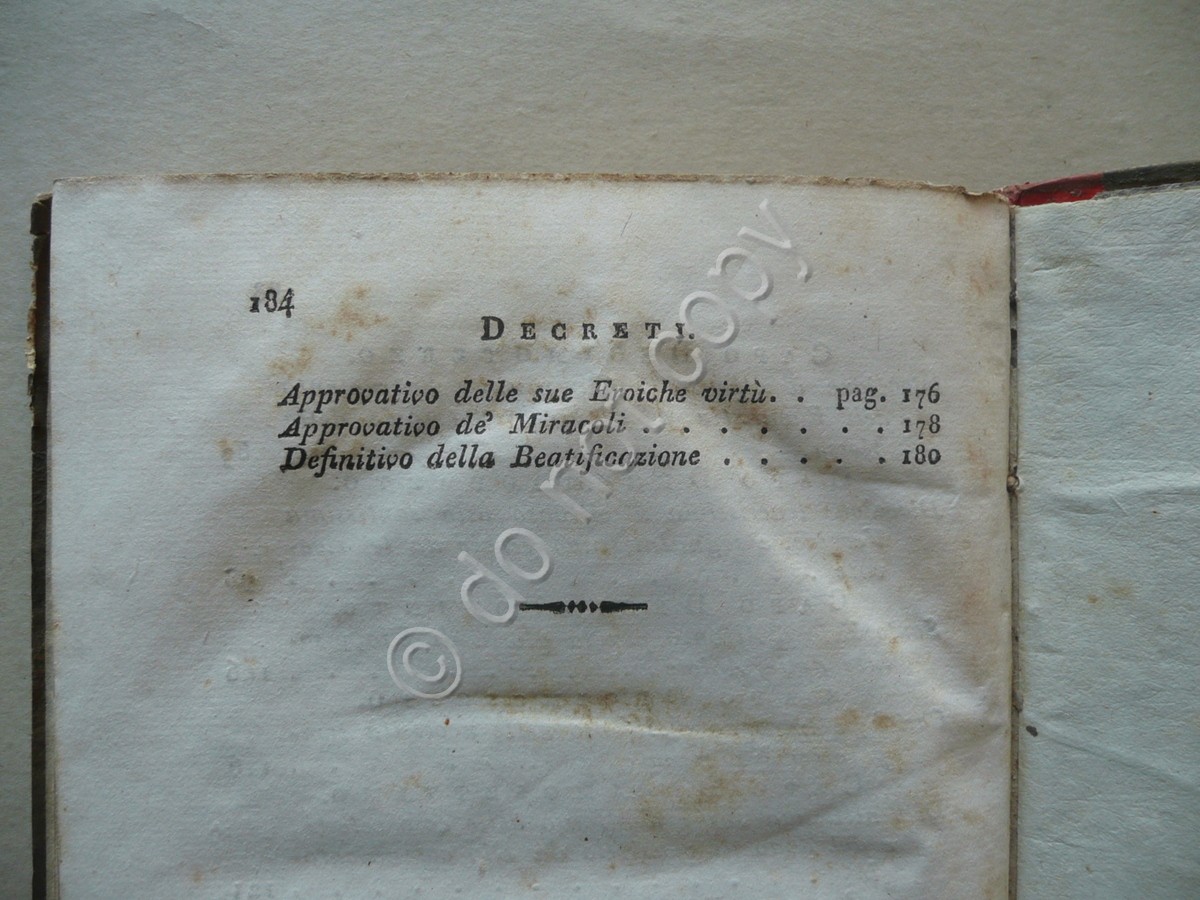 184
DECRETI.
Approvativo delle sue Eroiche virtù. . pag. 176
Approvativo de' Miracoli . . . . . . . . 178
Definitivo della Beatificazione . . . . . 180
© do not copy